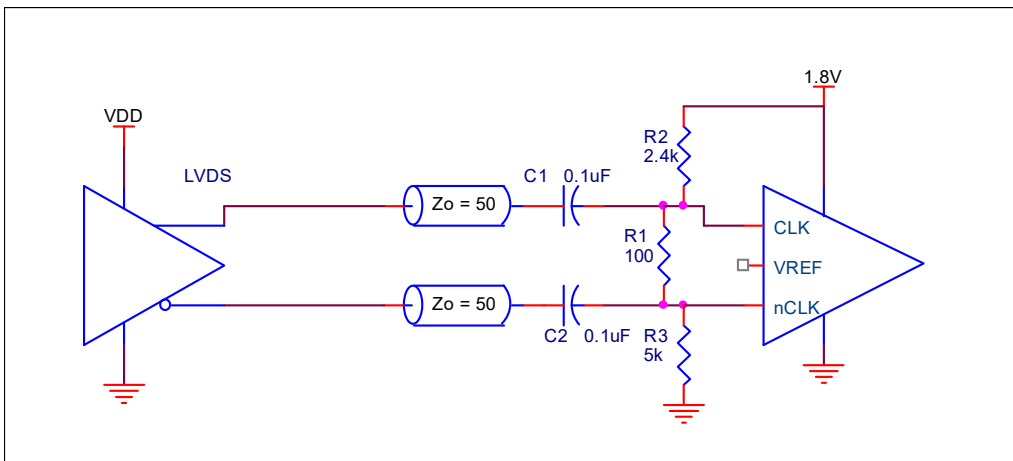 1.8V
VDD
R2
2.4k
LVDS
C1 0.1uF
Zo = 50
CLK
R1
100
VREF
Zo = 50
nCLK
C2 0.1uF
R3
5k